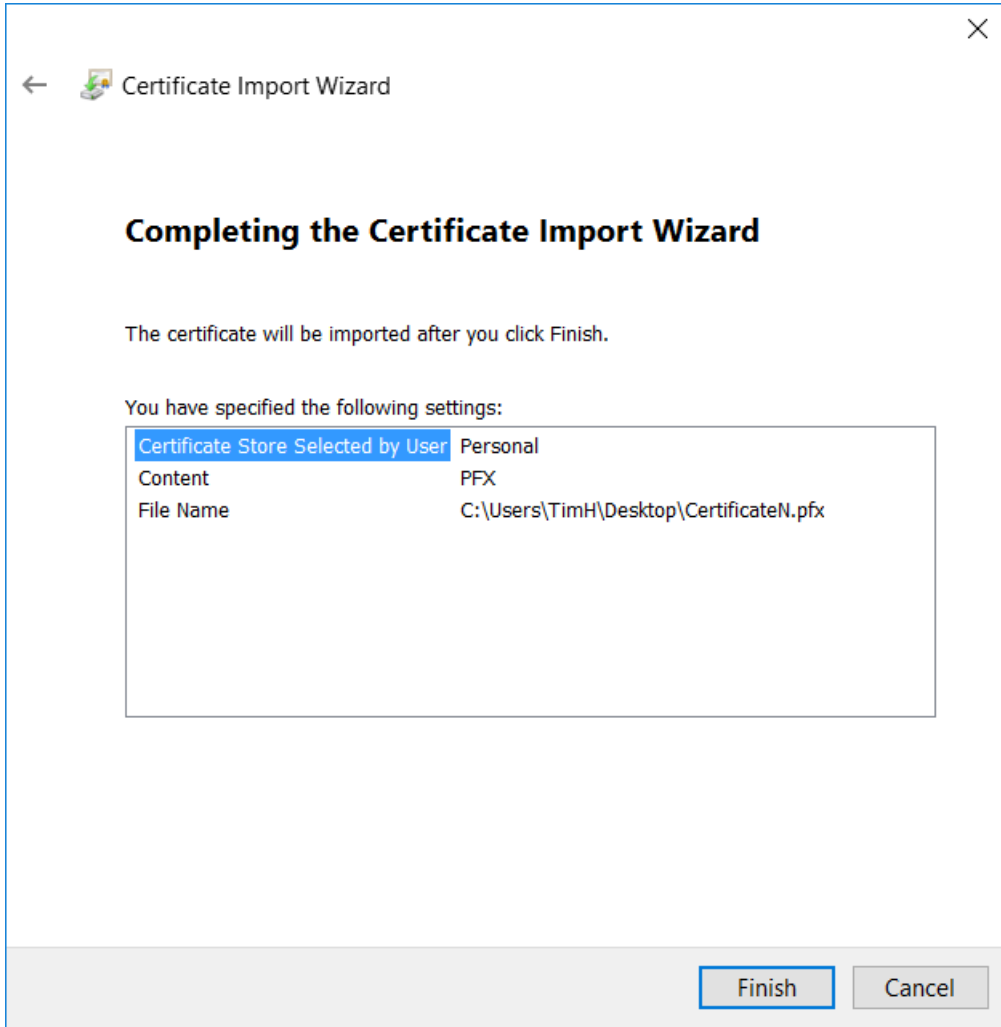 Certificate Import Wizard
Completing the Certificate Import Wizard
The certificate will be imported after you click Finish.
You have specified the following settings:
Certificate Store Selected by User Personal
Content PFX
File Name C:\Users\TimH\Desktop\CertificateN.pfx
Finish Cancel